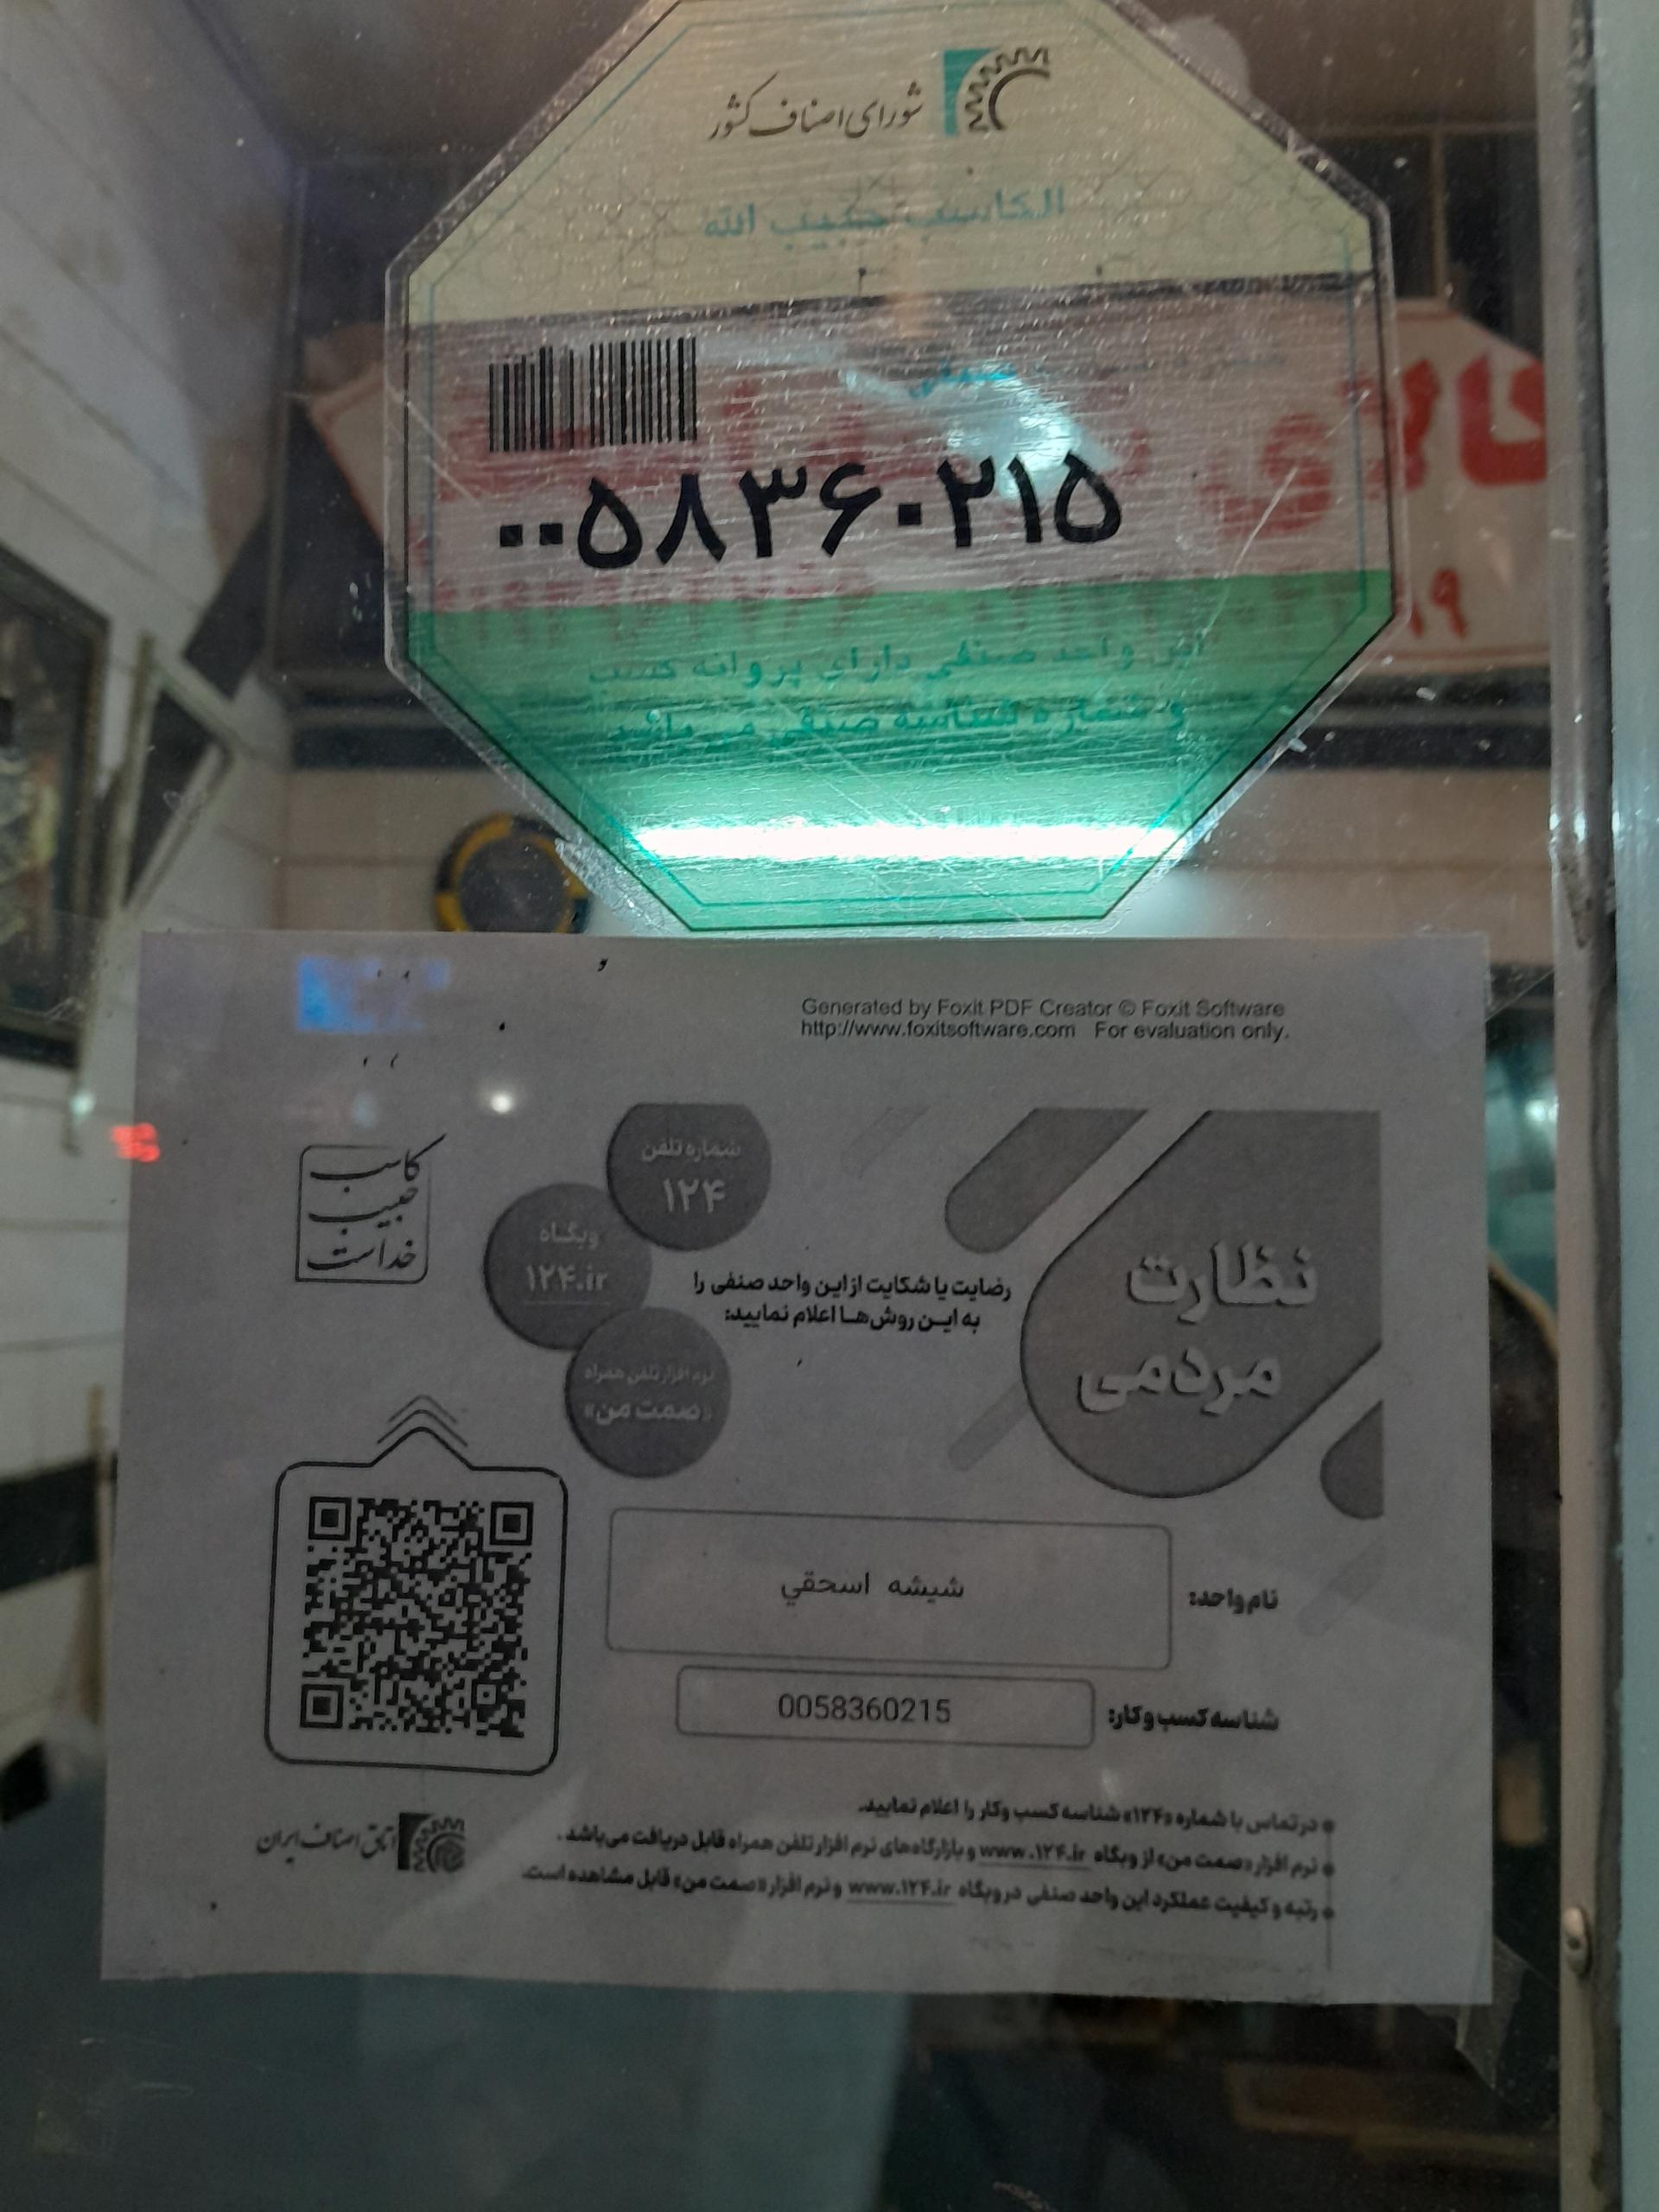 شورای اصناف کشور
الکاسب حبیب الله
صنفی
۰۰۵۸۳۶۰۲۱۵
این واحد صنفی دارای پروانه کسب
و شماره شناسه صنفی می باشد
Generated by Foxit PDF Creator © Foxit Software
http://www.foxitsoftware.com For evaluation only.
نظارت
مردمی
رضایت یا شکایت از این واحد صنفی را
به این روش‌ها اعلام نمایید:
شماره تلفن
۱۲۴
وبگاه
۱۲۴.ir
نرم افزار تلفن همراه
«صمت من»
کاسب
حبیب
خداست
نام واحد:
شيشه اسحقي
شناسه کسب و کار:
0058360215
در تماس با شماره «۱۲۴» شناسه کسب وکار را اعلام نمایید.
نرم افزار «صمت من» از وبگاه www.۱۲۴.ir و بازارگاه‌های نرم افزار تلفن همراه قابل دریافت می‌باشد.
رتبه و کیفیت عملکرد این واحد صنفی در وبگاه www.۱۲۴.ir و نرم افزار «صمت من» قابل مشاهده است.
اتاق اصناف ایران